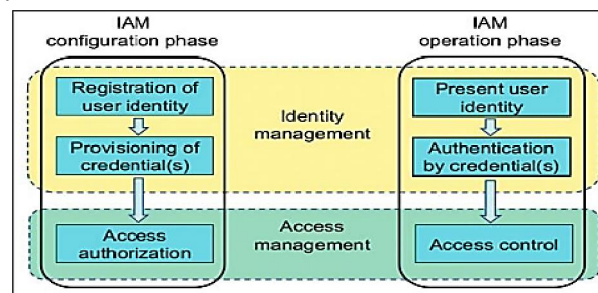 IAM
configuration phase
IAM
operation phase
Registration of
user identity
Present user
identity
Identity
management
Provisioning of
credential(s)
Authentication
by credential(s)
Access
management
Access
authorization
Access control